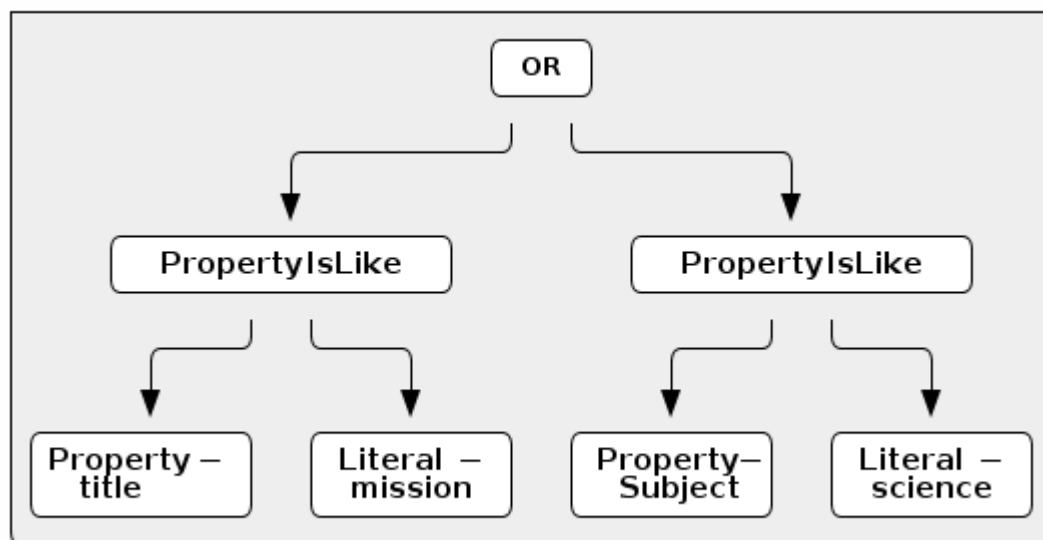 OR
PropertyIsLike
PropertyIsLike
Property –
title
Literal –
mission
Property–
Subject
Literal –
science